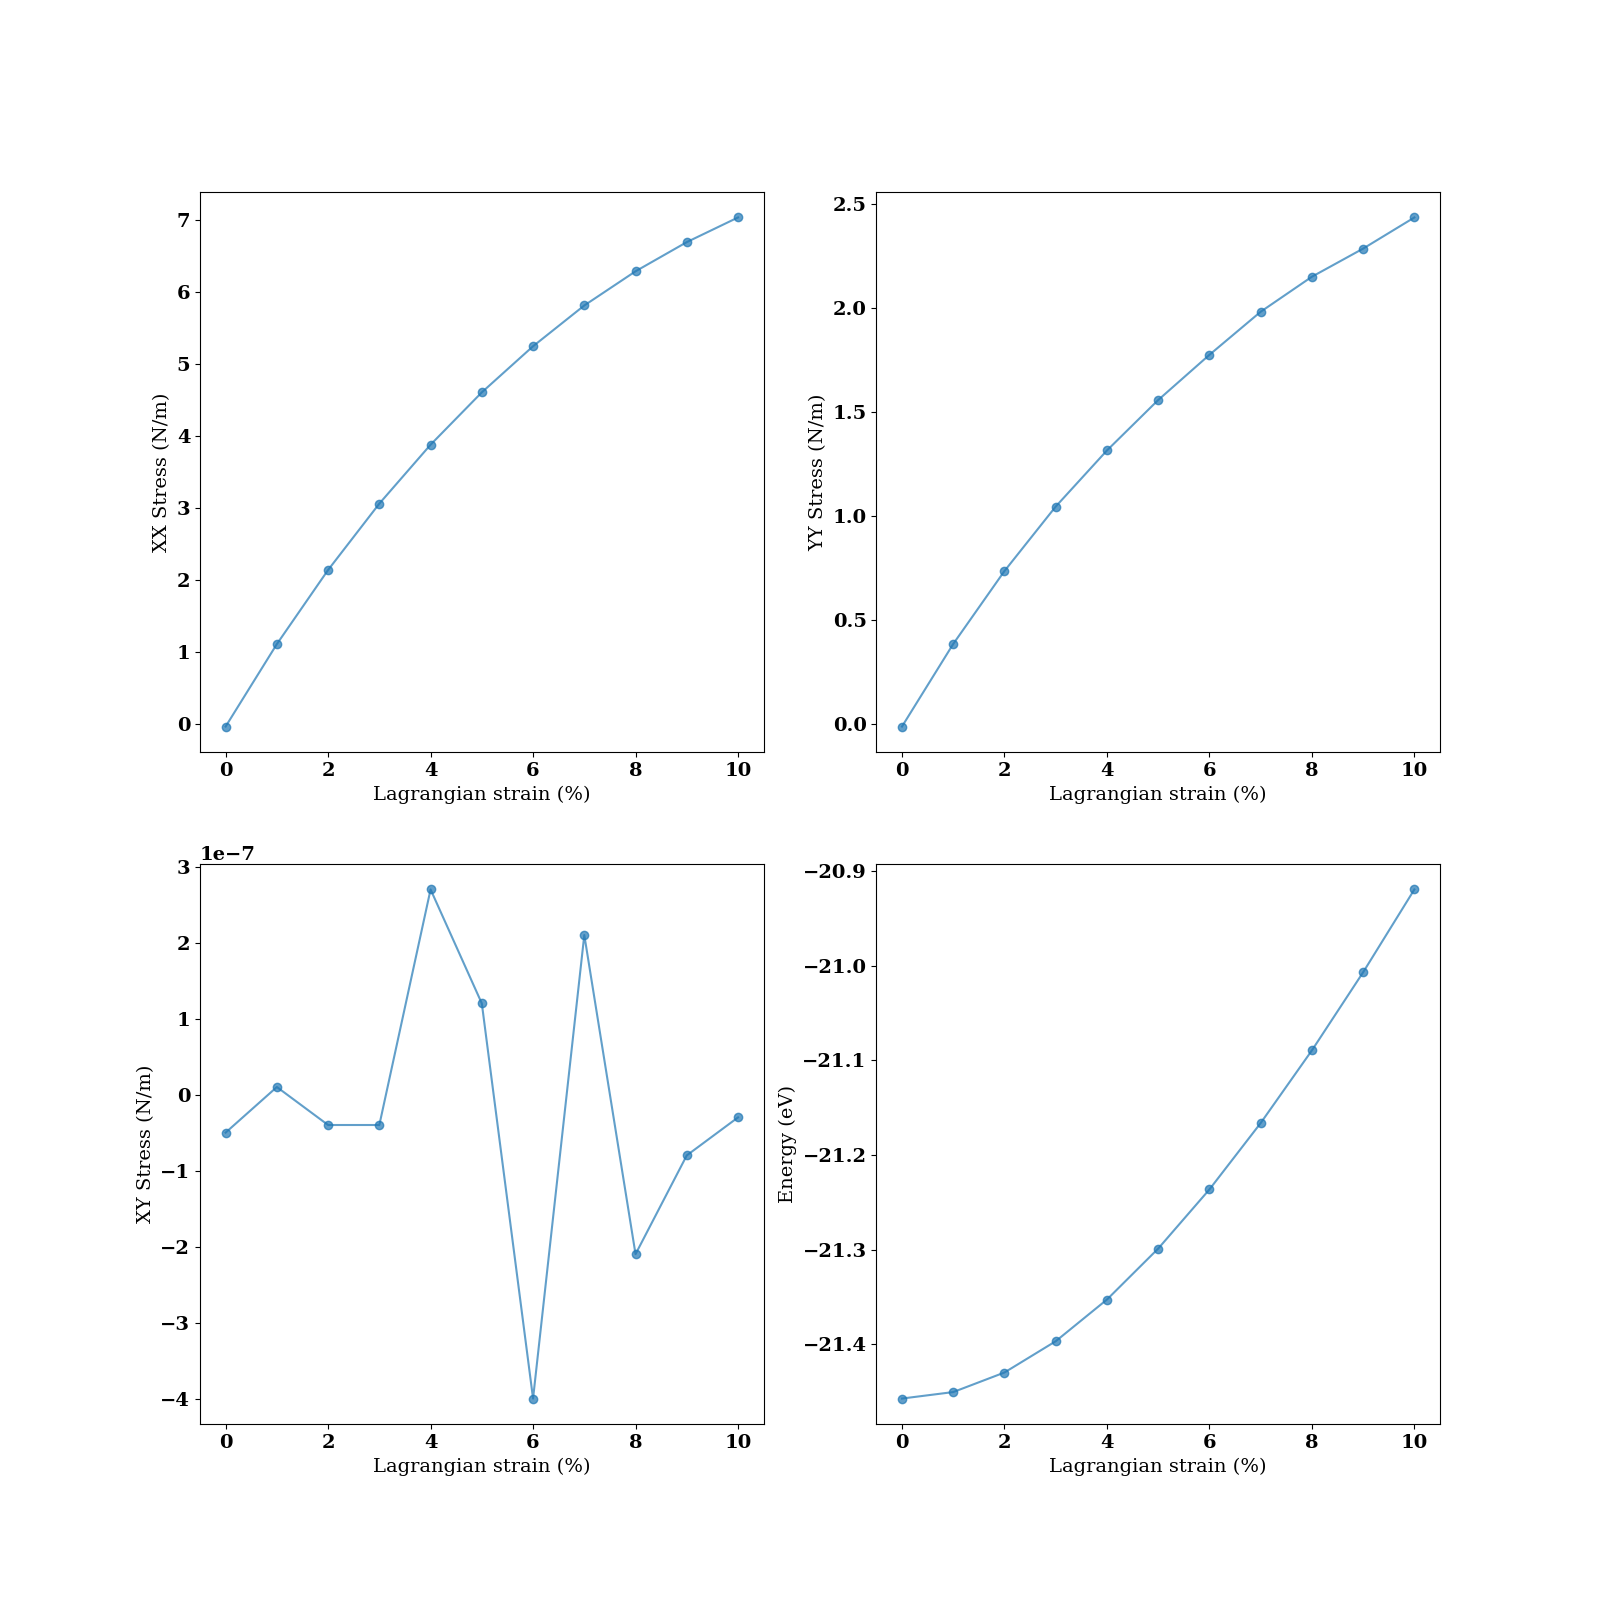 7
6
5
4
3
2
1
0
XX Stress (N/m)
0 2 4 6 8 10
Lagrangian strain (%)
2.5
2.0
1.5
1.0
0.5
0.0
YY Stress (N/m)
0 2 4 6 8 10
Lagrangian strain (%)
1e−7
3
2
1
0
−1
−2
−3
−4
XY Stress (N/m)
0 2 4 6 8 10
Lagrangian strain (%)
−20.9
−21.0
−21.1
−21.2
−21.3
−21.4
Energy (eV)
0 2 4 6 8 10
Lagrangian strain (%)